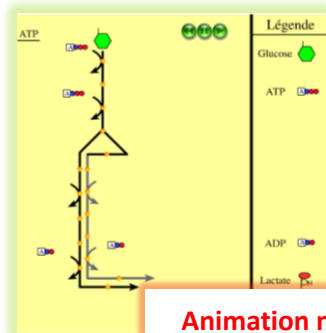 ATP
Légende
Glucose
ATP
ADP
Lactate
Animation